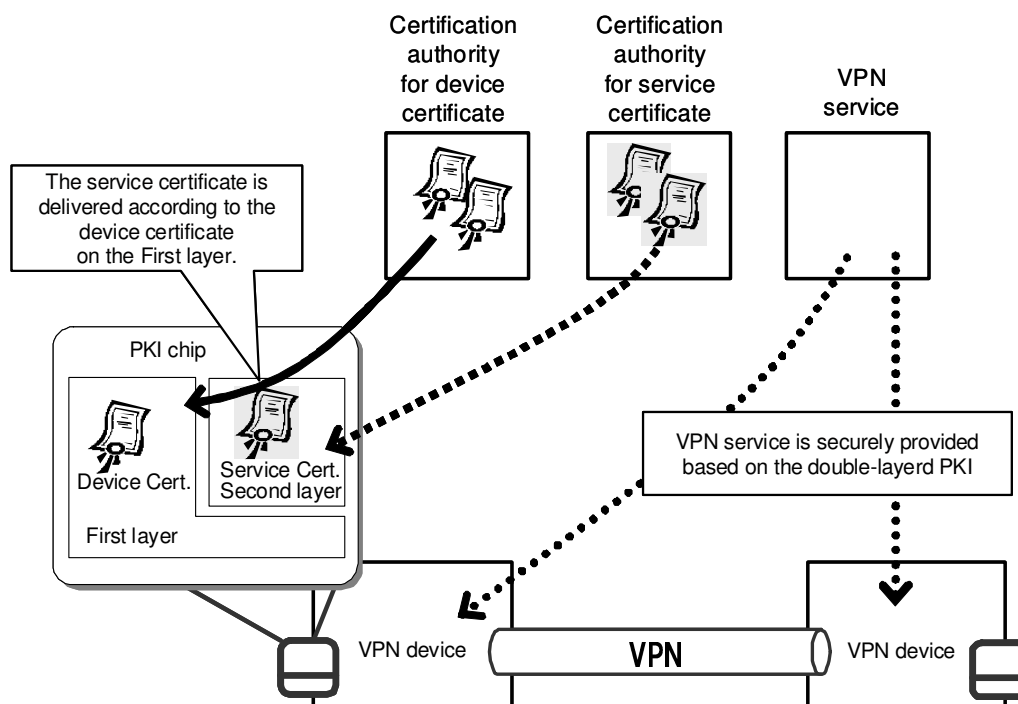 Certification
authority
for device
certificate
Certification
authority
for service
certificate
VPN
service
The service certificate is
delivered according to the
device certificate
on the First layer.
PKI chip
Device Cert.
Service Cert.
Second layer
First layer
VPN service is securely provided
based on the double-layerd PKI
VPN device
VPN
VPN device